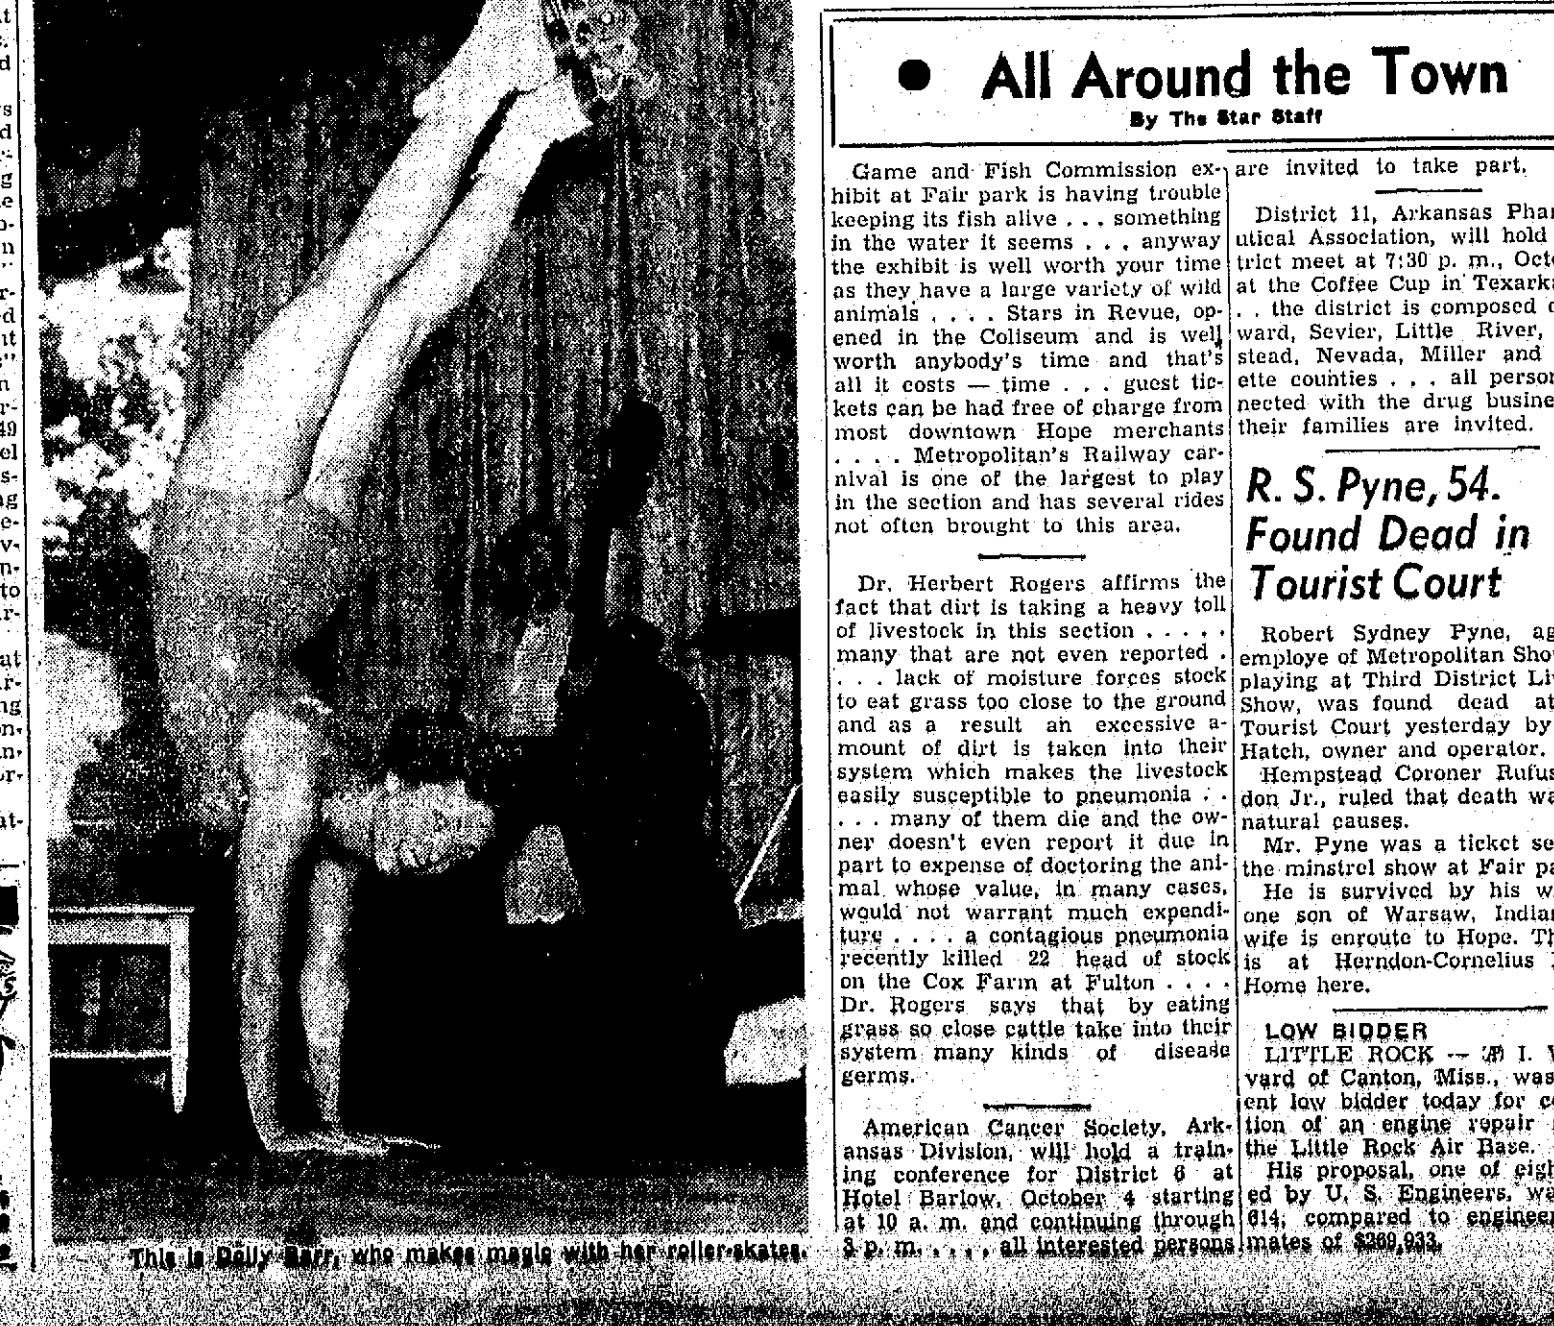 This is Dolly Barr, who makes magic with her roller-skates.
● All Around the Town
By The Star Staff
Game and Fish Commission ex-
hibit at Fair park is having trouble
keeping its fish alive . . . something
in the water it seems . . . anyway
the exhibit is well worth your time
as they have a large variety of wild
animals . . . . Stars in Revue, op-
ened in the Coliseum and is well
worth anybody's time and that's
all it costs — time . . . guest tic-
kets can be had free of charge from
most downtown Hope merchants
. . . . Metropolitan's Railway car-
nival is one of the largest to play
in the section and has several rides
not often brought to this area.
Dr. Herbert Rogers affirms the
fact that dirt is taking a heavy toll
of livestock in this section . . . . .
many that are not even reported .
. . . lack of moisture forces stock
to eat grass too close to the ground
and as a result an excessive a-
mount of dirt is taken into their
system which makes the livestock
easily susceptible to pneumonia . .
. . . many of them die and the ow-
ner doesn't even report it due in
part to expense of doctoring the ani-
mal whose value, in many cases,
would not warrant much expendi-
ture . . . . a contagious pneumonia
recently killed 22 head of stock
on the Cox Farm at Fulton . . . .
Dr. Rogers says that by eating
grass so close cattle take into their
system many kinds of disease
germs.
American Cancer Society, Ark-
ansas Division, will hold a train-
ing conference for District 6 at
Hotel Barlow, October 4 starting
at 10 a. m. and continuing through
3 p. m. . . . . all interested persons
are invited to take part.
District 11, Arkansas Phar
utical Association, will hold
trict meet at 7:30 p. m., Octo
at the Coffee Cup in Texark
. . the district is composed
ward, Sevier, Little River,
stead, Nevada, Miller and
ette counties . . . all person
nected with the drug busine
their families are invited.
R. S. Pyne, 54.
Found Dead in
Tourist Court
Robert Sydney Pyne, ag
employe of Metropolitan Sho
playing at Third District Li
Show, was found dead at
Tourist Court yesterday by
Hatch, owner and operator.
Hempstead Coroner Rufus
don Jr., ruled that death wa
natural causes.
Mr. Pyne was a ticket se
the minstrel show at Fair pa
He is survived by his w
one son of Warsaw, Indian
wife is enroute to Hope. Th
is at Herndon-Cornelius
Home here.
LOW BIDDER
LITTLE ROCK — (AP) I.
yard of Canton, Miss., was
ent low bidder today for co
tion of an engine repair
the Little Rock Air Base.
His proposal, one of eigh
ed by U. S. Engineers, wa
614, compared to engineer
mates of $269,933.